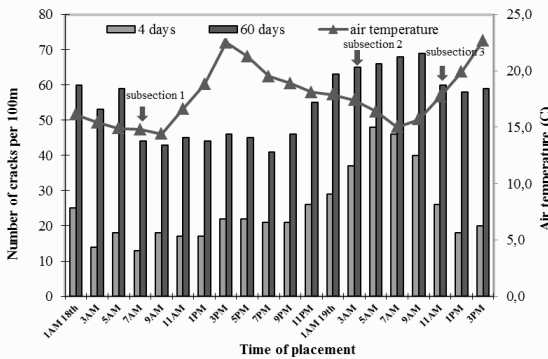 4 days 60 days air temperature
subsection 1
subsection 2
subsection 3
Number of cracks per 100m
80
70
60
50
40
30
20
10
0
Air temperature (C)
25,0
20,0
15,0
10,0
5,0
0,0
1AM 18th
3AM
5AM
7AM
9AM
11AM
1PM
3PM
5PM
7PM
9PM
11PM
1AM 19th
3AM
5AM
7AM
9AM
11AM
1PM
3PM
Time of placement